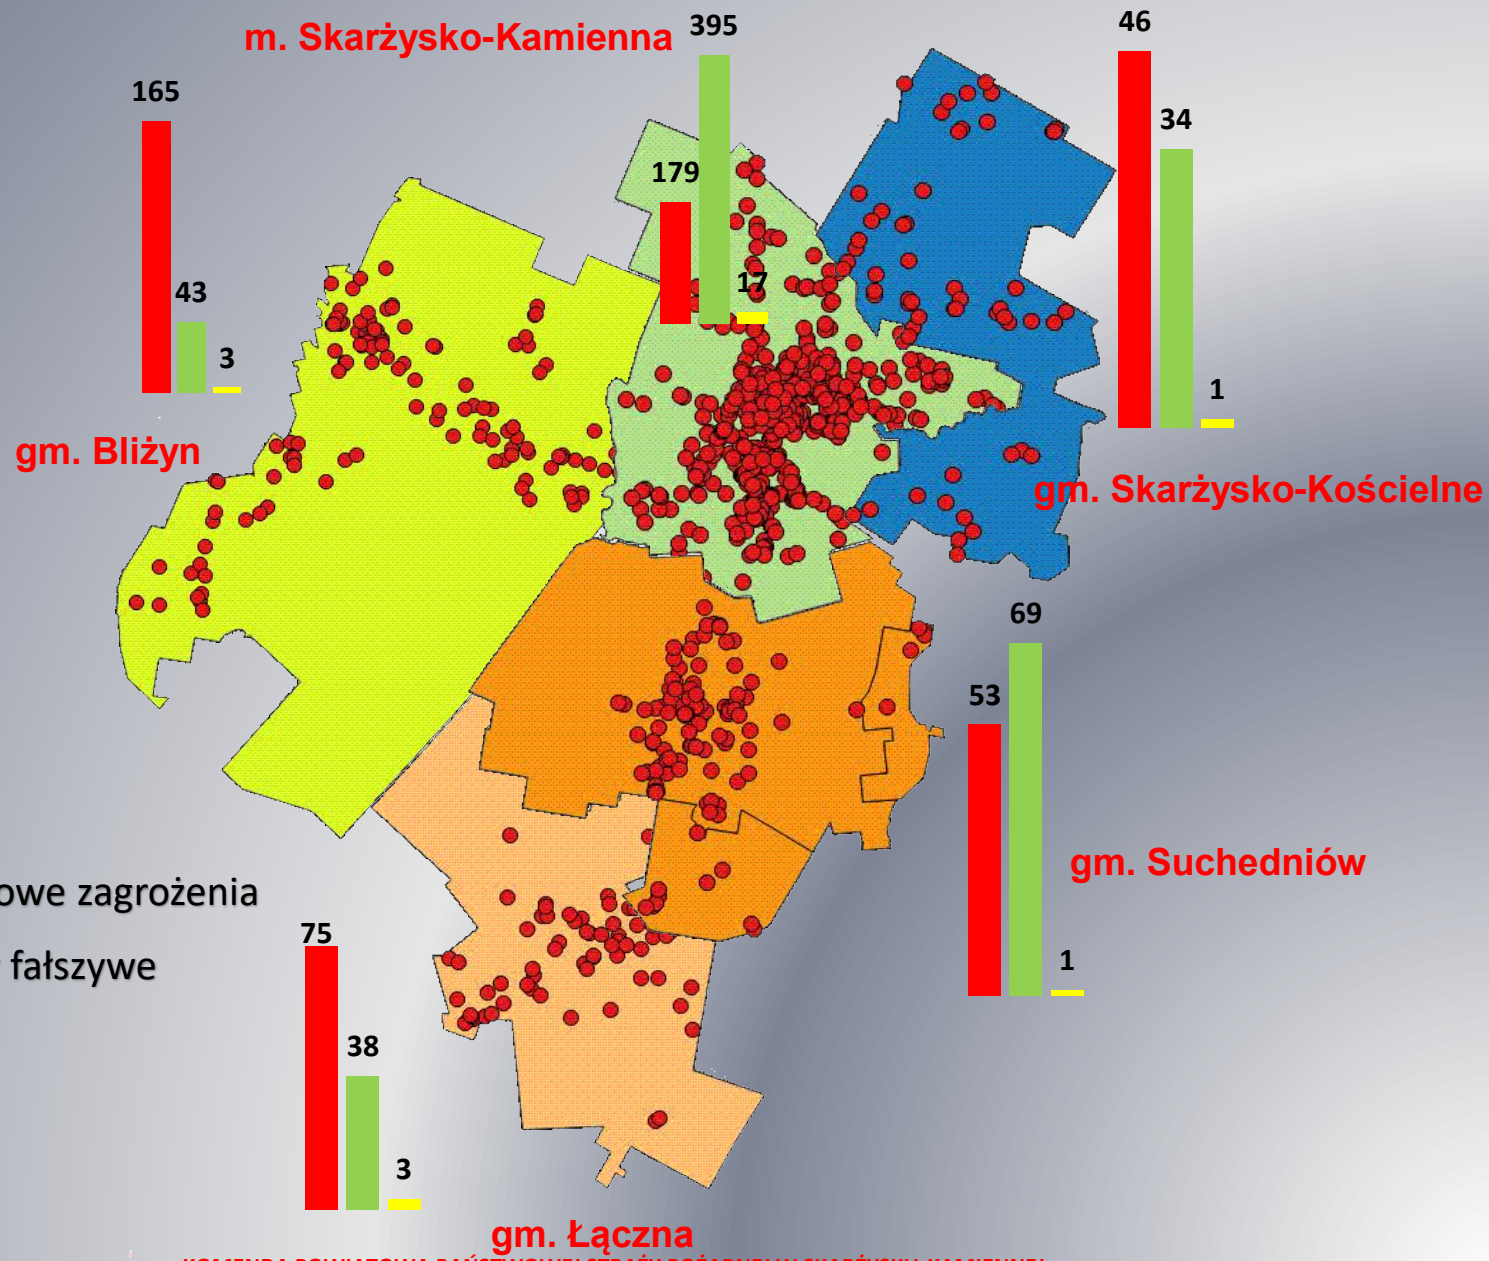 m. Skarżysko-Kamienna
395
179
17
46
34
1
165
43
3
gm. Bliżyn
gm. Skarżysko-Kościelne
69
53
1
gm. Suchedniów
zagrożenia
fałszywe
75
38
3
gm. Łączna